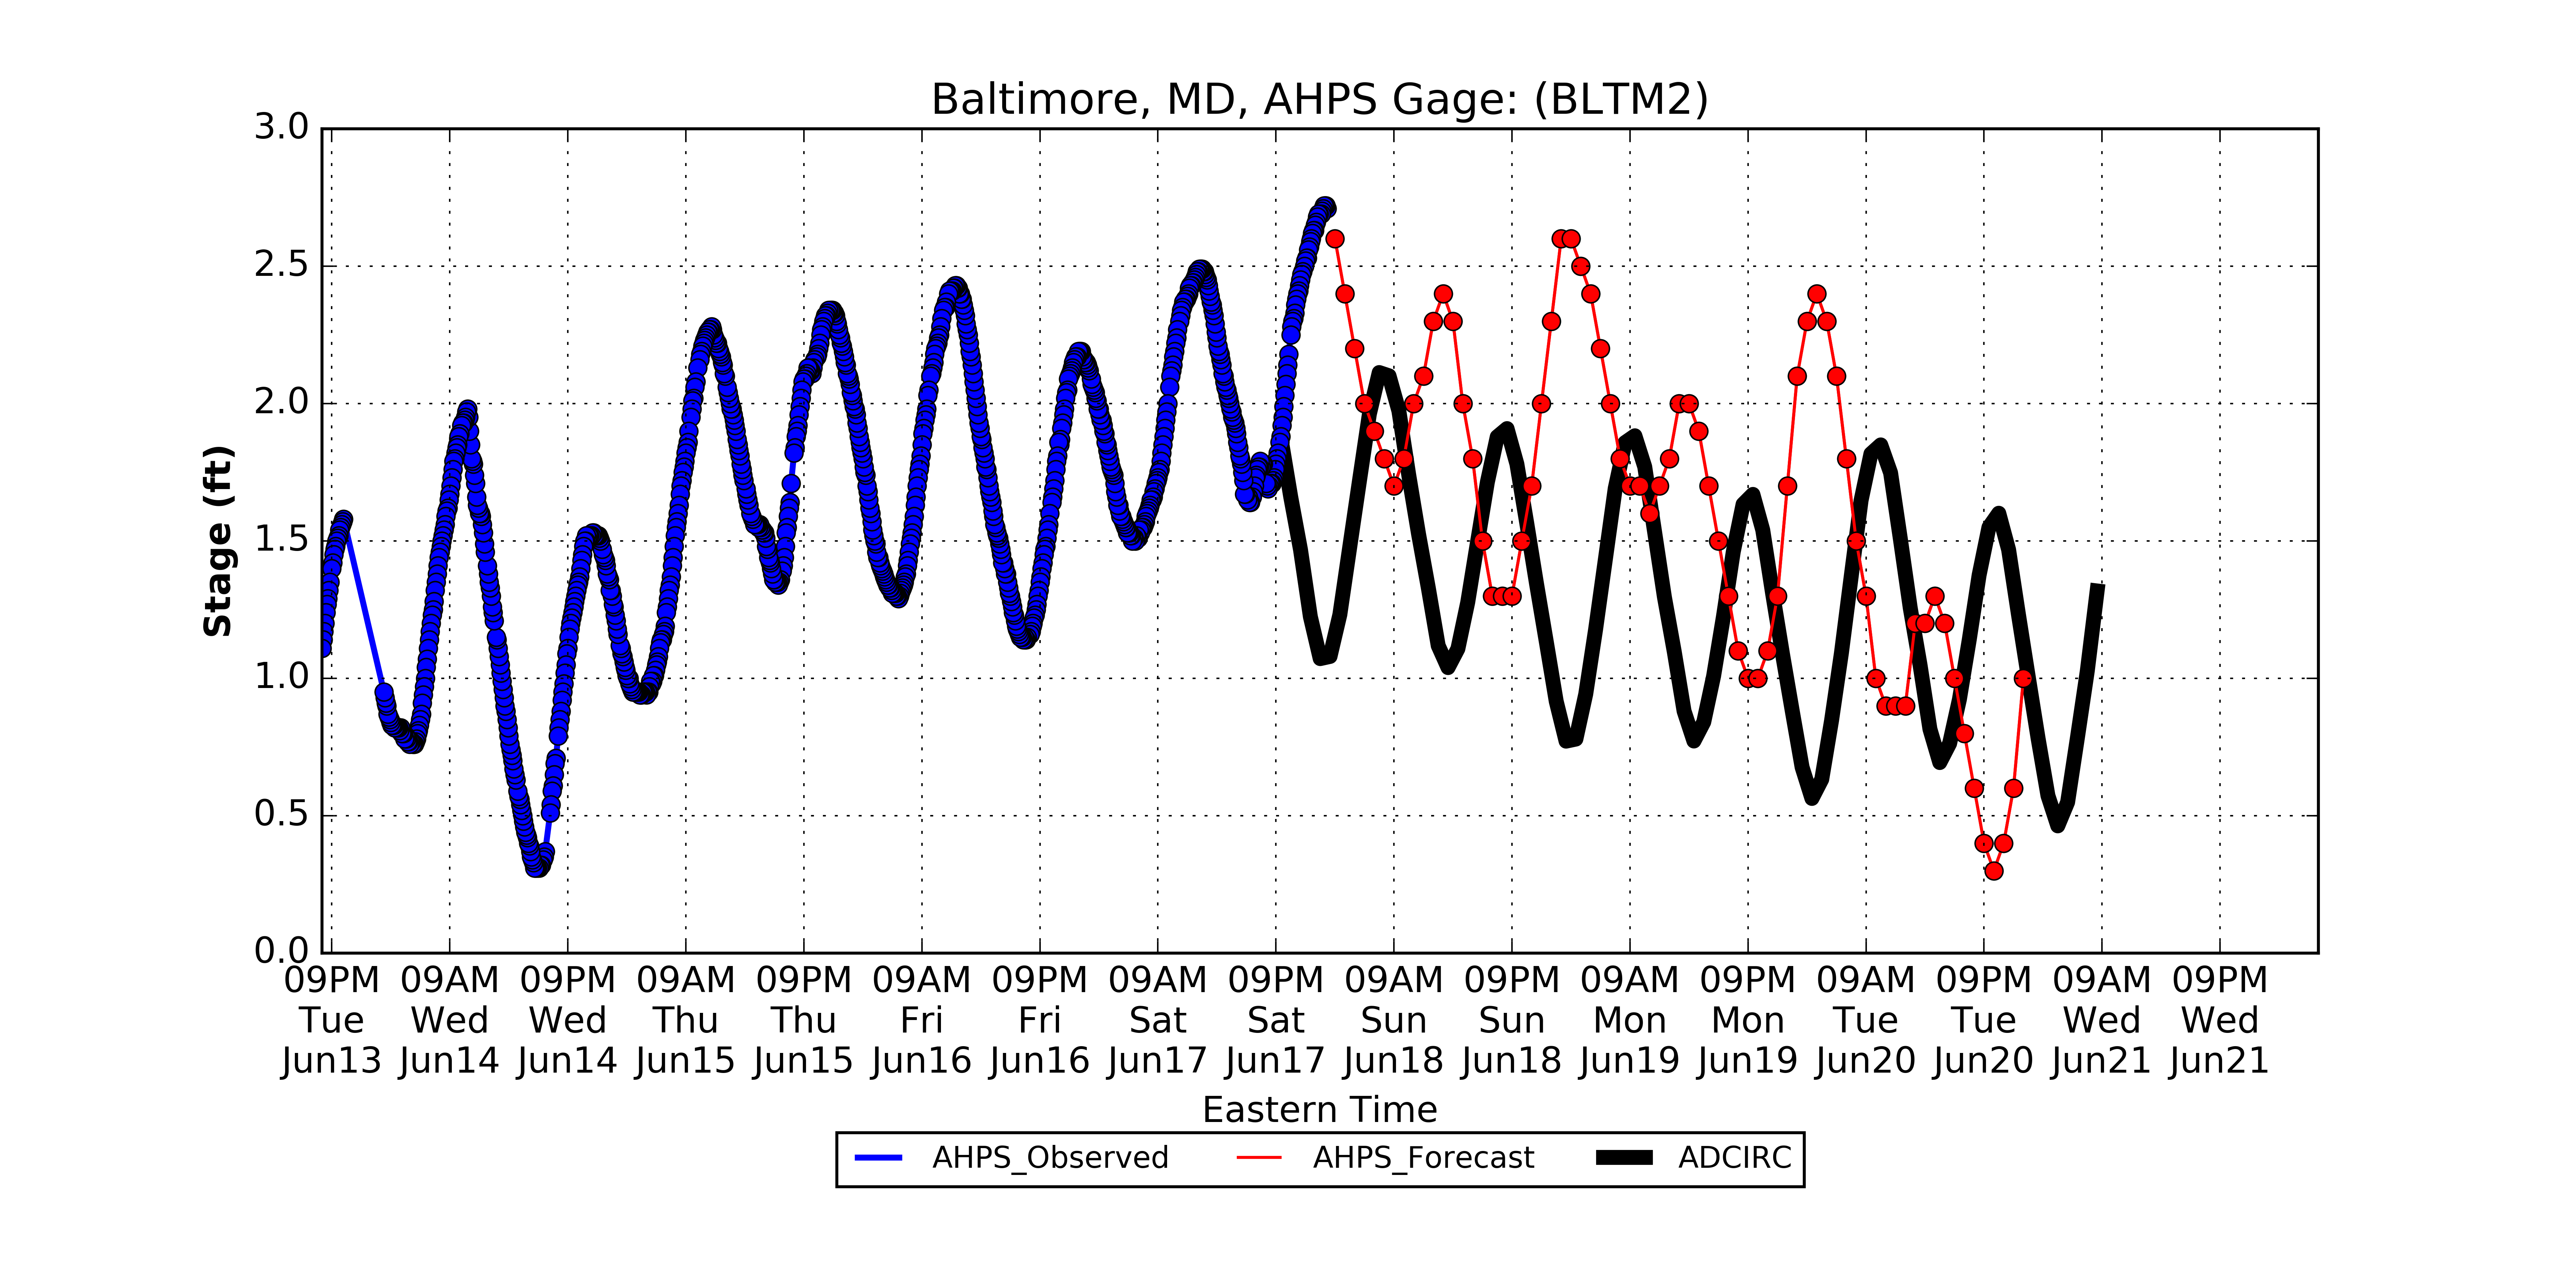 Baltimore, MD, AHPS Gage: (BLTM2)
Stage (ft)
3.0
2.5
2.0
1.5
1.0
0.5
0.0
09PM 09AM 09PM 09AM 09PM 09AM 09PM 09AM 09PM 09AM 09PM 09AM 09PM 09AM 09PM 09AM 09PM
Tue Wed Wed Thu Thu Fri Fri Sat Sat Sun Sun Mon Mon Tue Tue Wed Wed
Jun13 Jun14 Jun14 Jun15 Jun15 Jun16 Jun16 Jun17 Jun17 Jun18 Jun18 Jun19 Jun19 Jun20 Jun20 Jun21 Jun21
Eastern Time
AHPS_Observed AHPS_Forecast ADCIRC